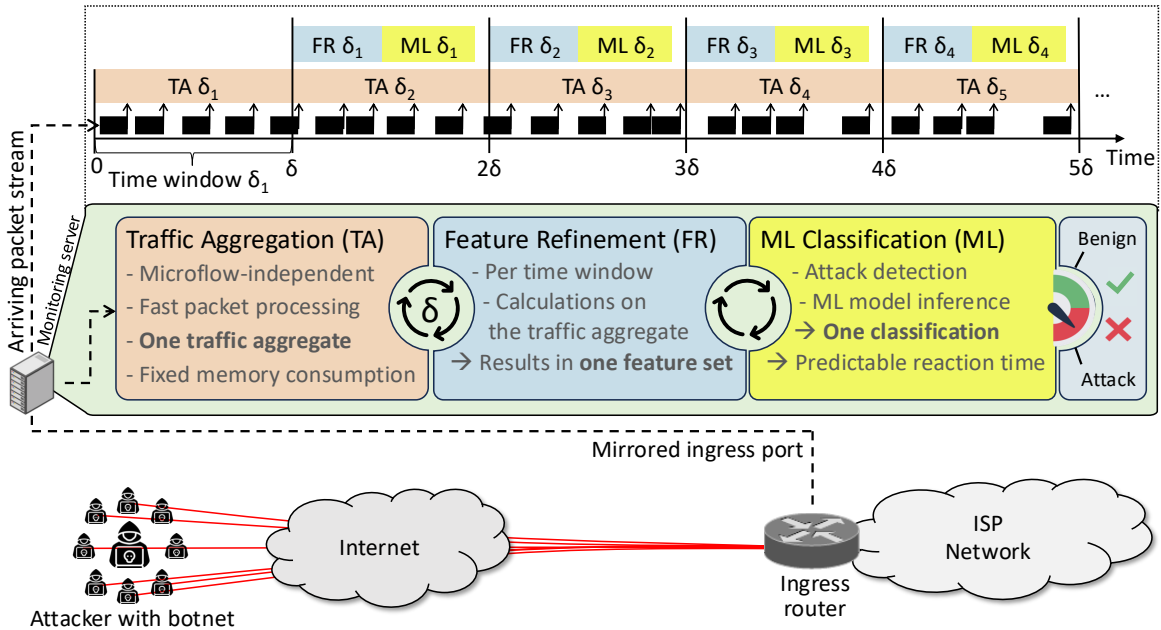 FR δ₁ ML δ₁ FR δ₂ ML δ₂ FR δ₃ ML δ₃ FR δ₄ ML δ₄
TA δ₁ TA δ₂ TA δ₃ TA δ₄ TA δ₅ ...
0 δ 2δ 3δ 4δ 5δ Time
Time window δ₁
Arriving packet stream
Monitoring server
Traffic Aggregation (TA)
- Microflow-independent
- Fast packet processing
- One traffic aggregate
- Fixed memory consumption
δ
Feature Refinement (FR)
- Per time window
- Calculations on
the traffic aggregate
→ Results in one feature set
ML Classification (ML)
- Attack detection
- ML model inference
→ One classification
→ Predictable reaction time
Benign
Attack
Mirrored ingress port
Attacker with botnet
Internet
Ingress
router
ISP
Network